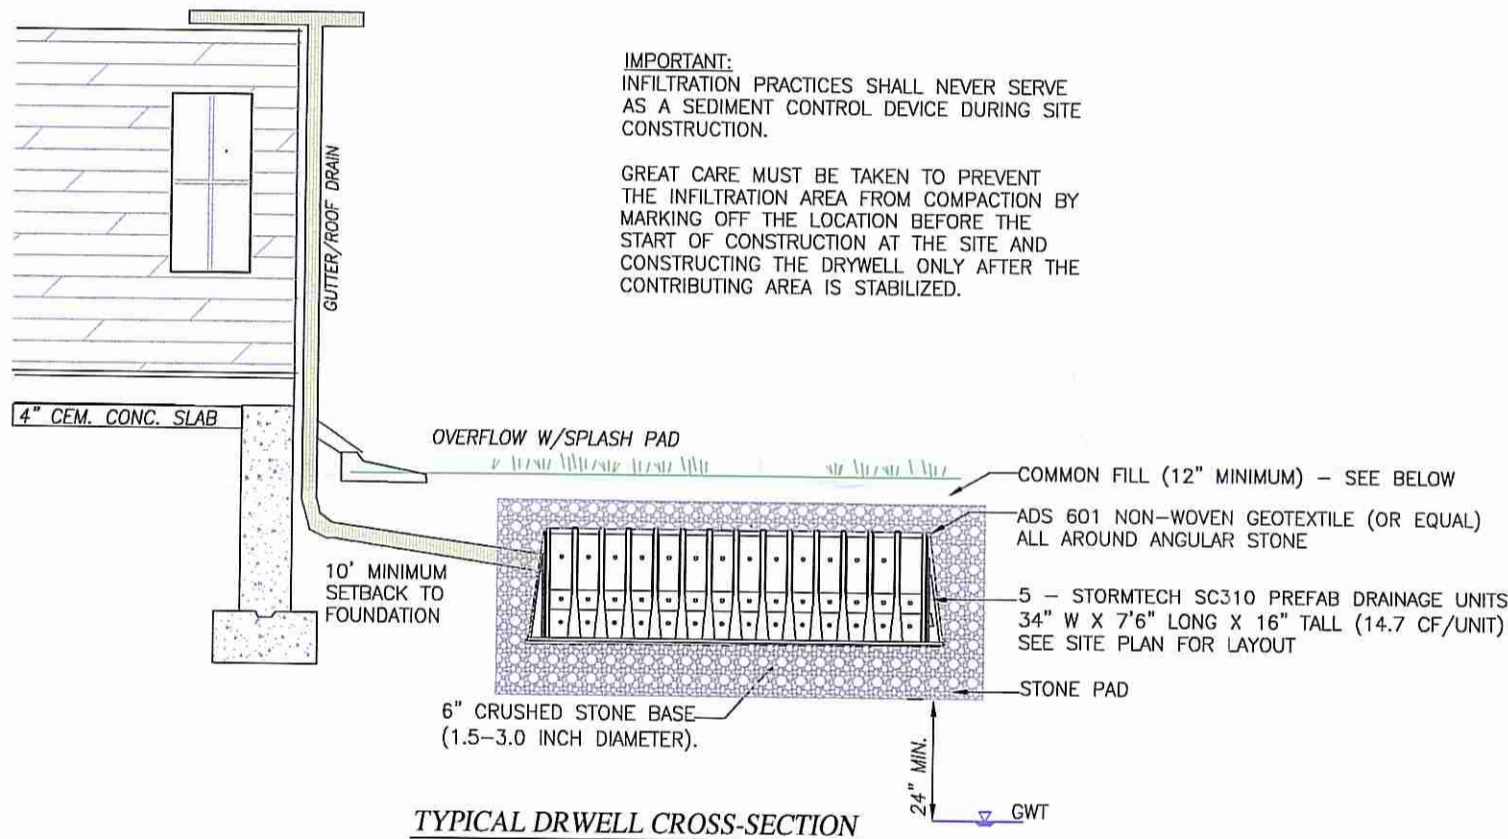 IMPORTANT:
INFILTRATION PRACTICES SHALL NEVER SERVE
AS A SEDIMENT CONTROL DEVICE DURING SITE
CONSTRUCTION.
GREAT CARE MUST BE TAKEN TO PREVENT
THE INFILTRATION AREA FROM COMPACTION BY
MARKING OFF THE LOCATION BEFORE THE
START OF CONSTRUCTION AT THE SITE AND
CONSTRUCTING THE DRYWELL ONLY AFTER THE
CONTRIBUTING AREA IS STABILIZED.
GUTTER/ROOF DRAIN
4" CEM. CONC. SLAB
OVERFLOW W/SPLASH PAD
COMMON FILL (12" MINIMUM) – SEE BELOW
ADS 601 NON-WOVEN GEOTEXTILE (OR EQUAL)
ALL AROUND ANGULAR STONE
10' MINIMUM
SETBACK TO
FOUNDATION
5 – STORMTECH SC310 PREFAB DRAINAGE UNITS
34" W X 7'6" LONG X 16" TALL (14.7 CF/UNIT)
SEE SITE PLAN FOR LAYOUT
STONE PAD
6" CRUSHED STONE BASE
(1.5–3.0 INCH DIAMETER).
24" MIN.
GWT
TYPICAL DRWELL CROSS-SECTION